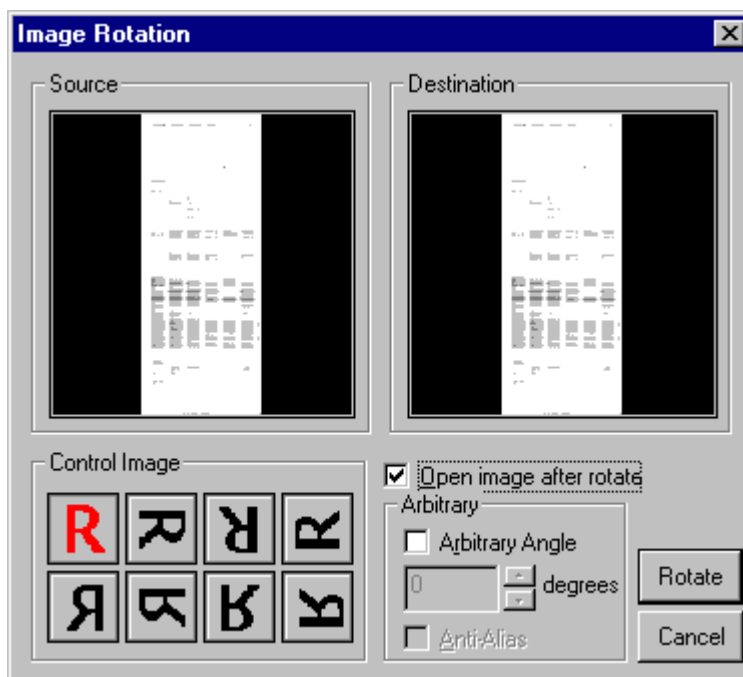 Image Rotation
Source
Destination
Control Image
R R R R
R R R R
Open image after rotate
Arbitrary
Arbitrary Angle
0 degrees
Anti-Alias
Rotate
Cancel